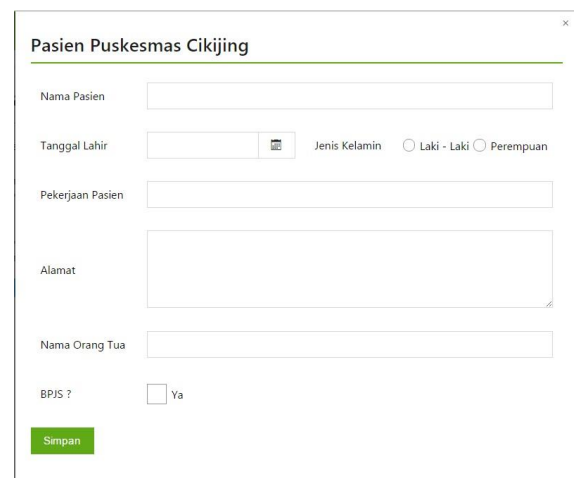 ×
Pasien Puskesmas Cikijing
Nama Pasien
Tanggal Lahir Jenis Kelamin Laki - Laki Perempuan
Pekerjaan Pasien
Alamat
Nama Orang Tua
BPJS ? Ya
Simpan